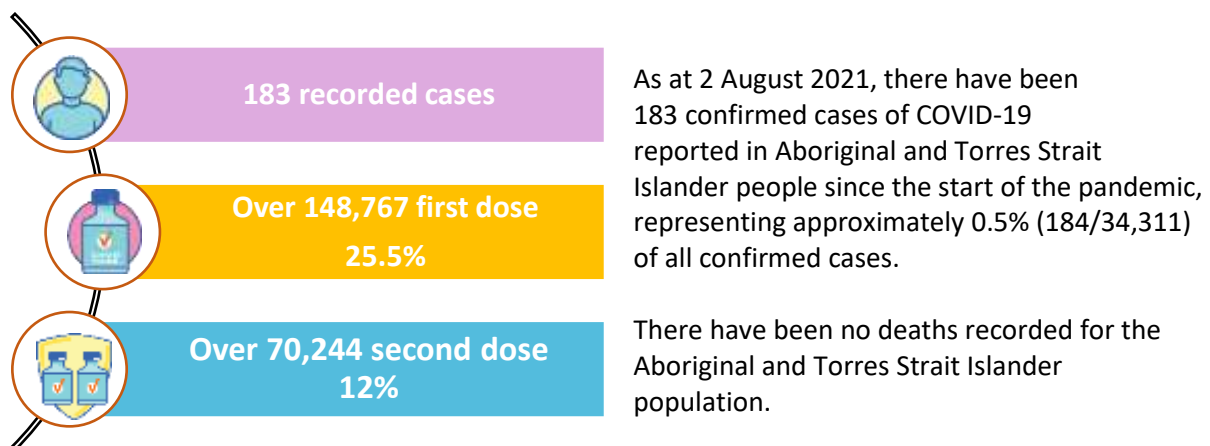 183 recorded cases
Over 148,767 first dose
25.5%
Over 70,244 second dose
12%
As at 2 August 2021, there have been
183 confirmed cases of COVID-19
reported in Aboriginal and Torres Strait
Islander people since the start of the pandemic,
representing approximately 0.5% (184/34,311)
of all confirmed cases.
There have been no deaths recorded for the
Aboriginal and Torres Strait Islander
population.